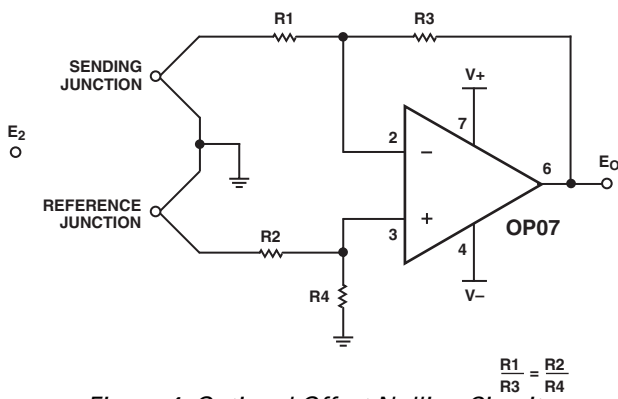 R1
R3
SENDING
JUNCTION
V+
E2
2
7
−
6
EO
REFERENCE
JUNCTION
+
3
OP07
R2
4
R4
V−
R1/R3 = R2/R4